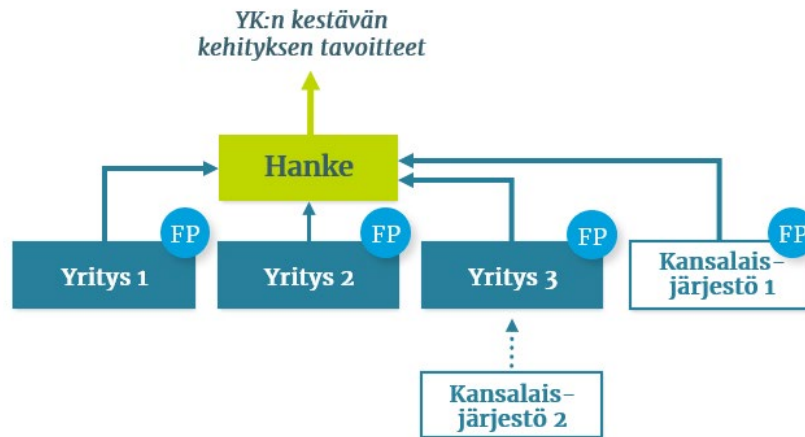 YK:n kestävän
kehityksen tavoitteet
Hanke
FP
FP
FP
FP
Yritys 1
Yritys 2
Yritys 3
Kansalais-
järjestö 1
Kansalais-
järjestö 2